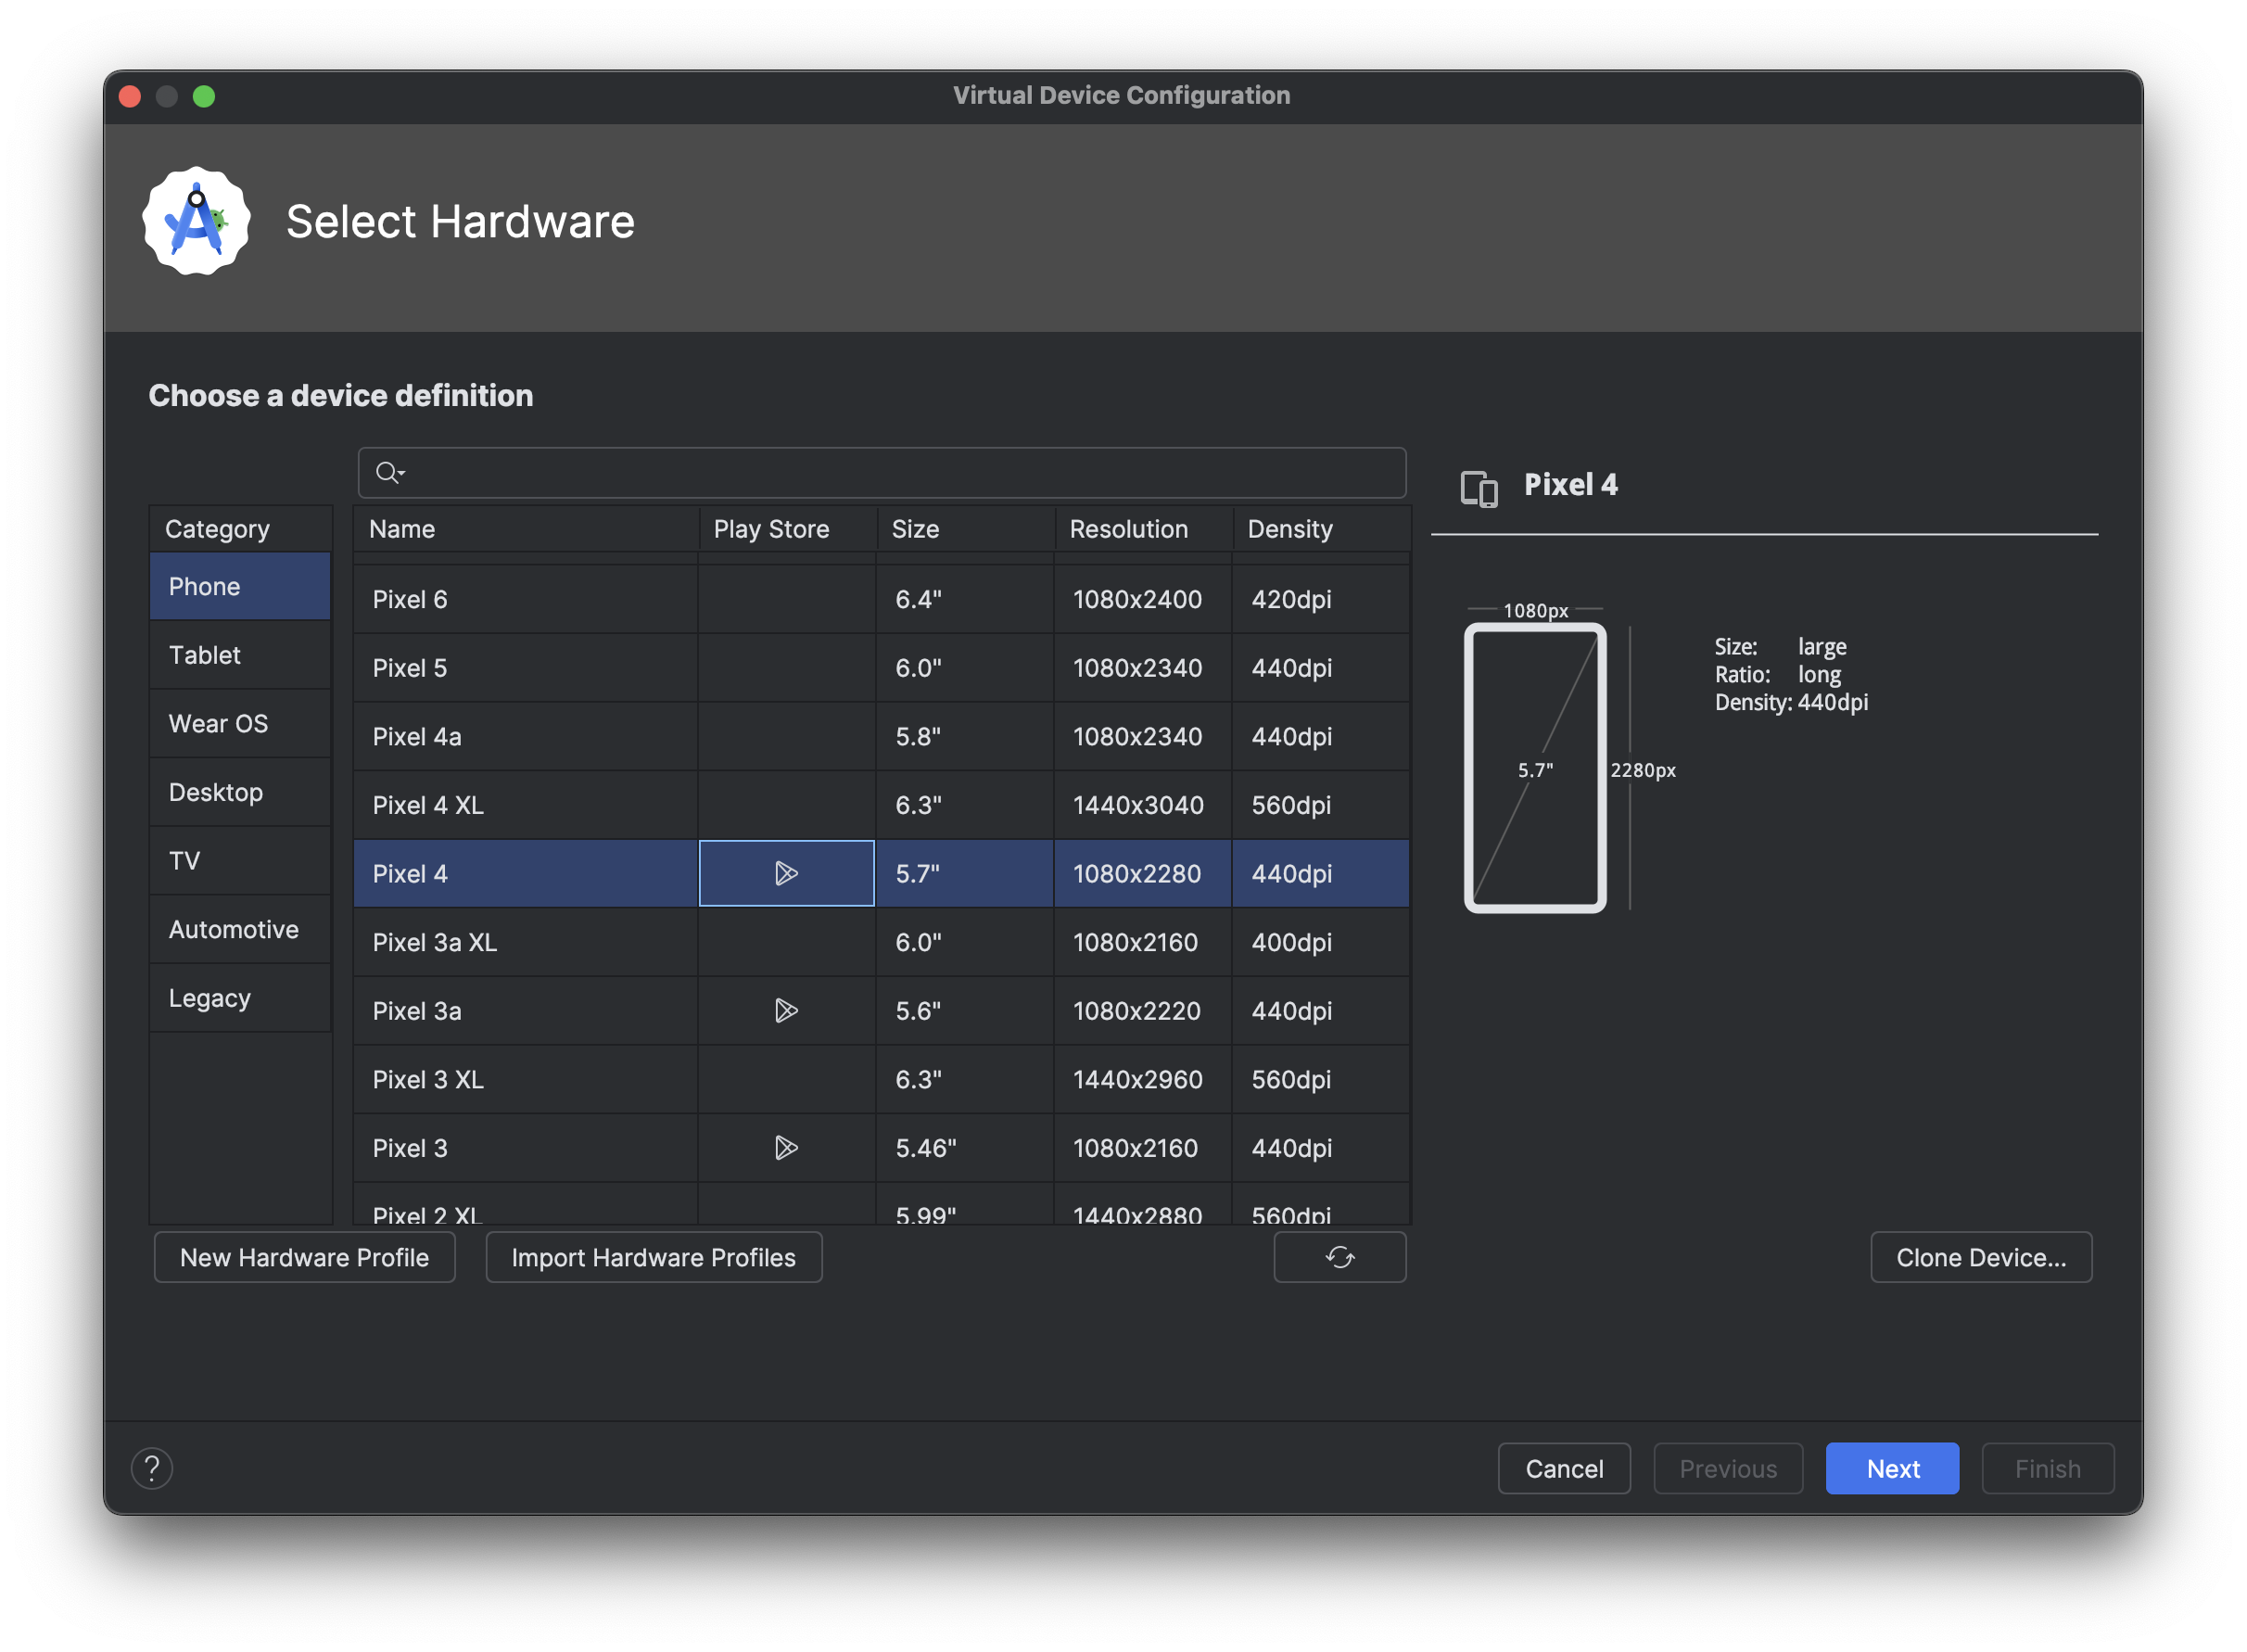 Virtual Device Configuration
Select Hardware
Choose a device definition
Category
Phone
Tablet
Wear OS
Desktop
TV
Automotive
Legacy
Name Play Store Size Resolution Density
Pixel 6 6.4" 1080x2400 420dpi
Pixel 5 6.0" 1080x2340 440dpi
Pixel 4a 5.8" 1080x2340 440dpi
Pixel 4 XL 6.3" 1440x3040 560dpi
Pixel 4 5.7" 1080x2280 440dpi
Pixel 3a XL 6.0" 1080x2160 400dpi
Pixel 3a 5.6" 1080x2220 440dpi
Pixel 3 XL 6.3" 1440x2960 560dpi
Pixel 3 5.46" 1080x2160 440dpi
Pixel 2 XL 5.99" 1440x2880 560dpi
Pixel 4
1080px
5.7"
2280px
Size: large
Ratio: long
Density: 440dpi
New Hardware Profile Import Hardware Profiles Clone Device...
? Cancel Previous Next Finish